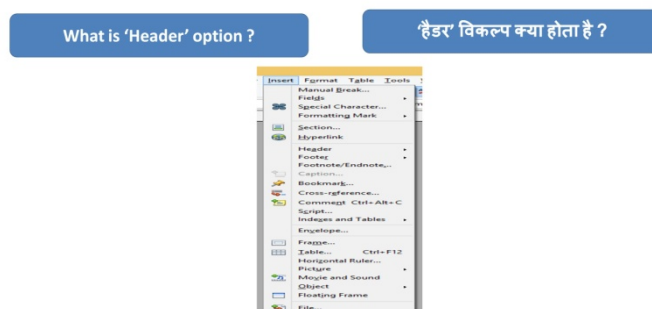 What is ‘Header’ option ?
‘हैडर’ विकल्प क्या होता है ?
Insert Format Table Tools
Manual Break...
Fields
Special Character...
Formatting Mark
Section...
Hyperlink
Header
Footer
Footnote/Endnote...
Caption...
Bookmark...
Cross-reference...
Comment Ctrl+Alt+C
Script...
Indexes and Tables
Envelope...
Frame...
Table... Ctrl+F12
Horizontal Ruler...
Picture
Movie and Sound
Object
Floating Frame
File...